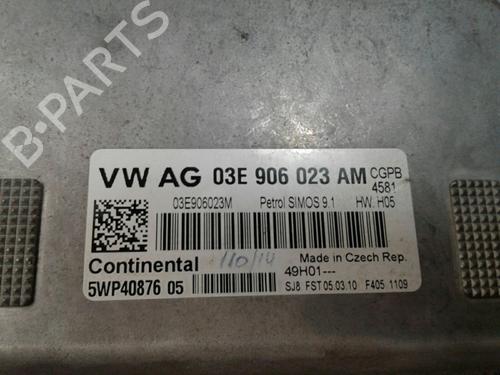 B-PARTS
VW AG 03E 906 023 AM CGPB
4581
03E906023M Petrol SIMOS 9.1 HW: H05
Continental 110/14 Made in Czech Rep.
49H01---
5WP40876 05 SJ8 FST 05.03.10 F405 1109